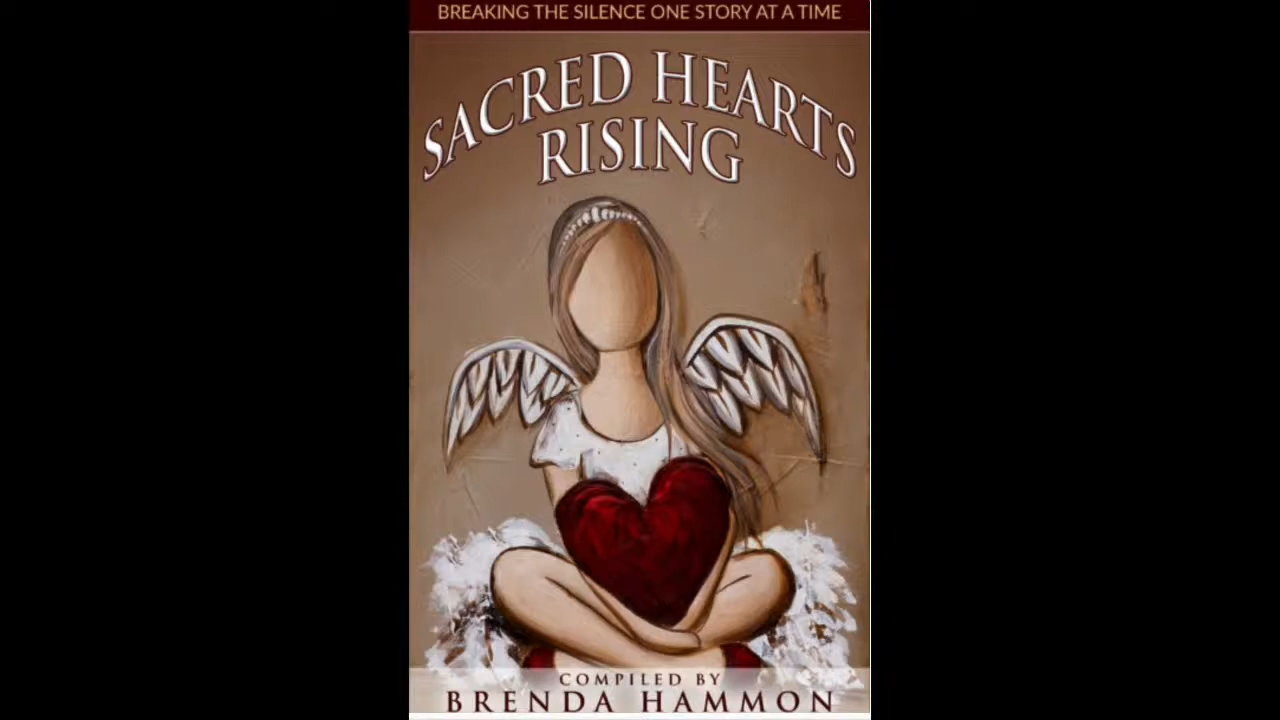 BREAKING THE SILENCE ONE STORY AT A TIME
SACRED HEARTS
RISING
COMPILED BY
BRENDA HAMMON